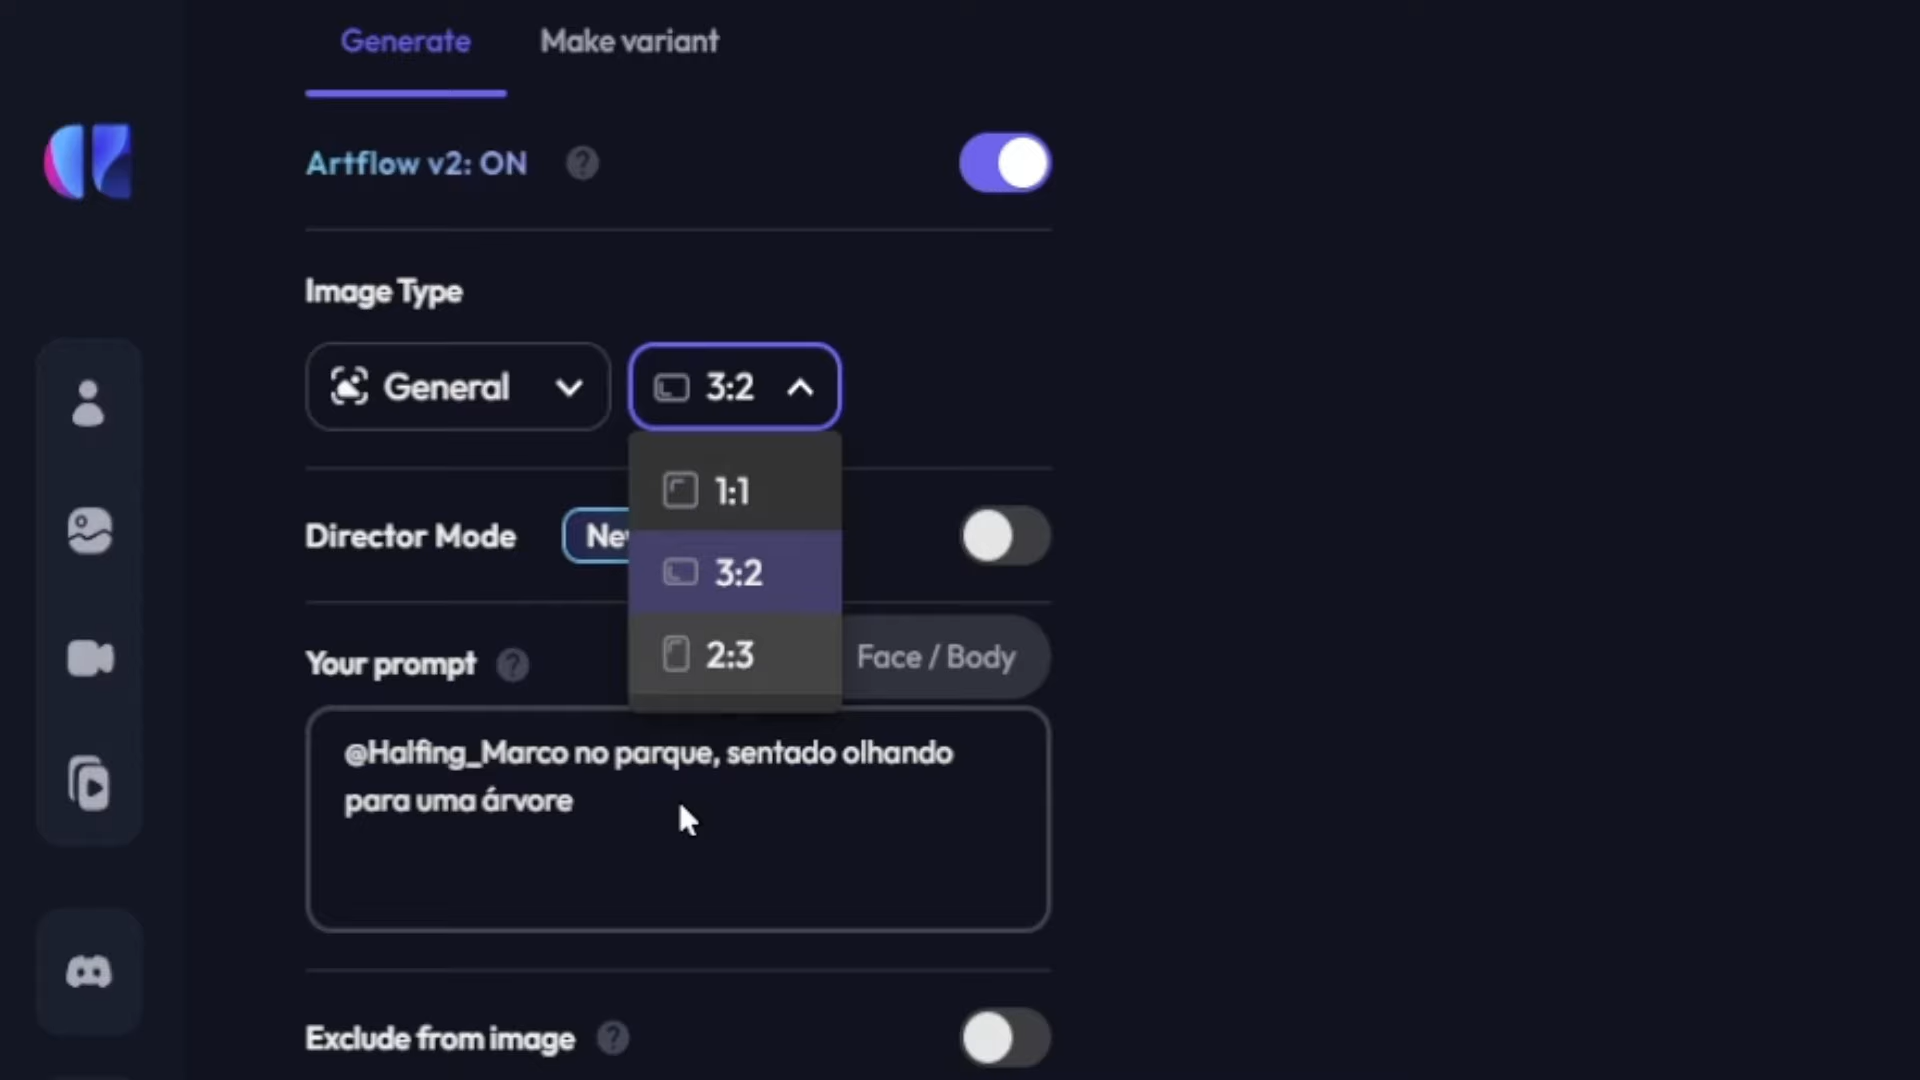 Generate Make variant
Artflow v2: ON ?
Image Type
General 3:2
1:1
Director Mode
3:2
Your prompt ? 2:3 Face / Body
@Halfing_Marco no parque, sentado olhando
para uma árvore
Exclude from image ?